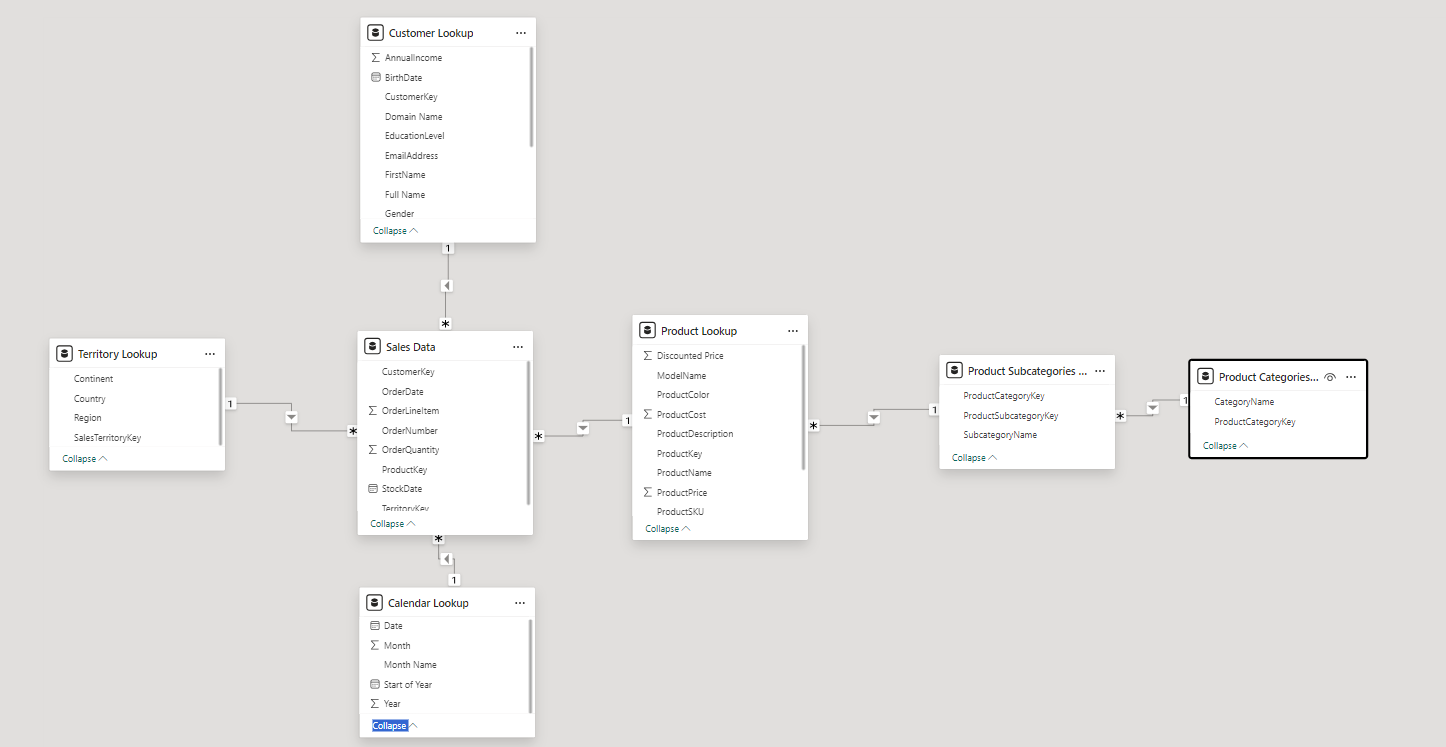 Customer Lookup
AnnualIncome
BirthDate
CustomerKey
Domain Name
EducationLevel
EmailAddress
FirstName
Full Name
Gender
Collapse
1
*
Territory Lookup
Continent
Country
Region
SalesTerritoryKey
Collapse
1
*
Sales Data
CustomerKey
OrderDate
OrderLineItem
OrderNumber
OrderQuantity
ProductKey
StockDate
TerritoryKey
Collapse
*
1
Product Lookup
Discounted Price
ModelName
ProductColor
ProductCost
ProductDescription
ProductKey
ProductName
ProductPrice
ProductSKU
Collapse
*
1
Product Subcategories ...
ProductCategoryKey
ProductSubcategoryKey
SubcategoryName
Collapse
*
1
Product Categories...
CategoryName
ProductCategoryKey
Collapse
*
1
Calendar Lookup
Date
Month
Month Name
Start of Year
Year
Collapse